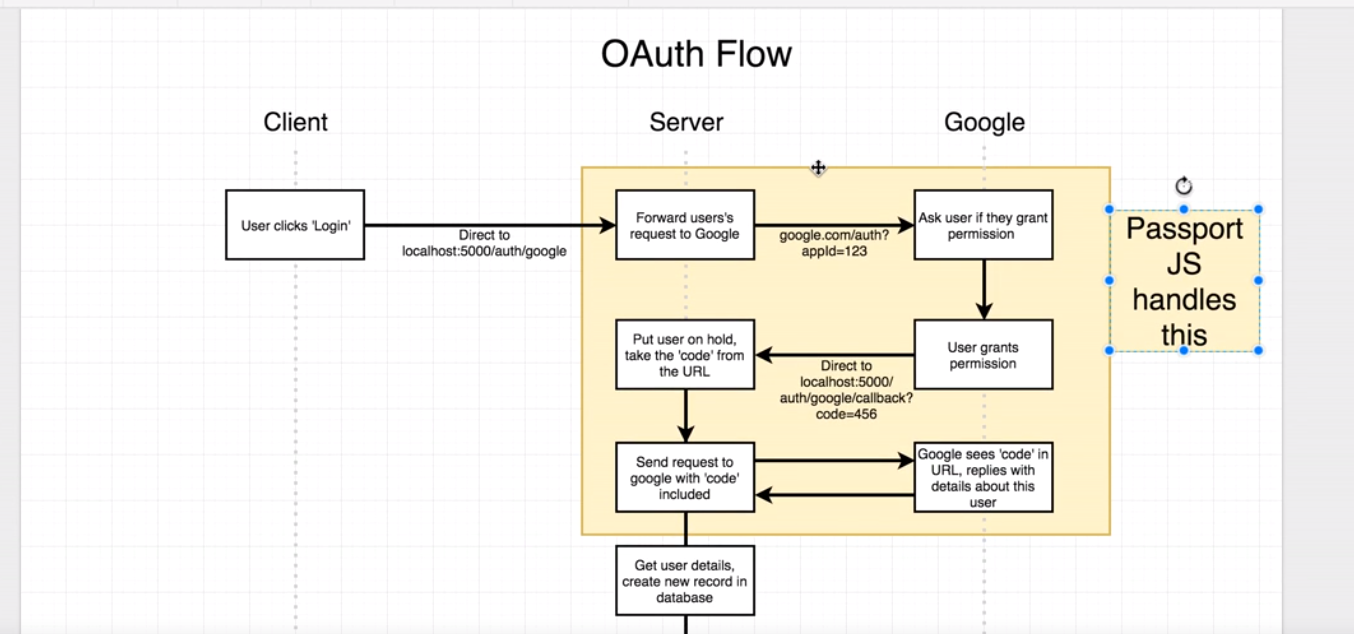 OAuth Flow
Client
Server
Google
User clicks 'Login'
Direct to
localhost:5000/auth/google
Forward users's
request to Google
google.com/auth?
appId=123
Ask user if they grant
permission
Passport
JS
handles
this
Put user on hold,
take the 'code' from
the URL
Direct to
localhost:5000/
auth/google/callback?
code=456
User grants
permission
Send request to
google with 'code'
included
Google sees 'code' in
URL, replies with
details about this
user
Get user details,
create new record in
database